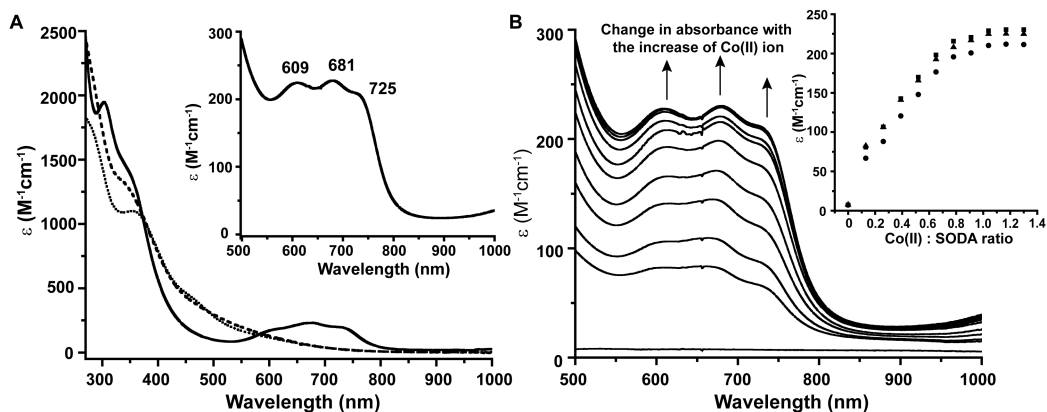 A
2500
2000
1500
1000
500
0
ε (M⁻¹cm⁻¹)
300 400 500 600 700 800 900 1000
Wavelength (nm)
300
200
100
0
ε (M⁻¹cm⁻¹)
609 681 725
500 600 700 800 900 1000
Wavelength (nm)
B
300
200
100
0
ε (M⁻¹cm⁻¹)
Change in absorbance with
the increase of Co(II) ion
500 600 700 800 900 1000
Wavelength (nm)
250
200
150
100
50
0
ε (M⁻¹cm⁻¹)
0.0 0.2 0.4 0.6 0.8 1.0 1.2 1.4
Co(II) : SODA ratio